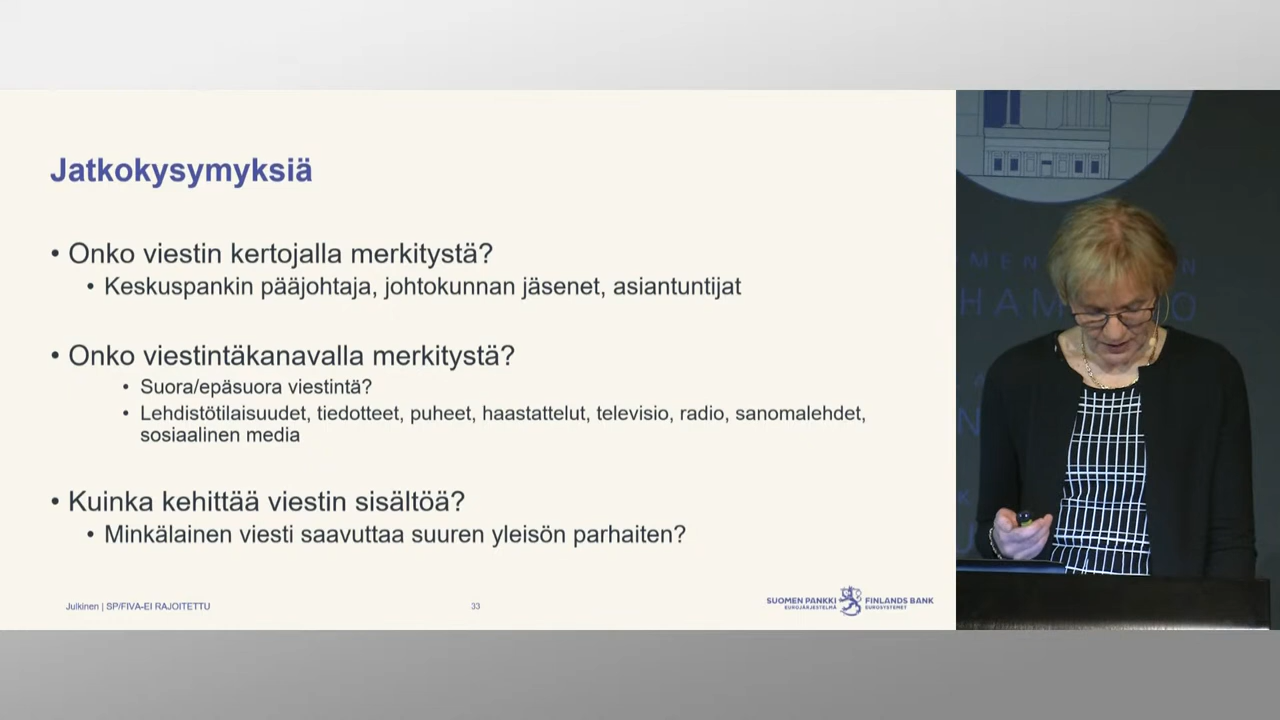 Jatkokysymyksiä
• Onko viestin kertojalla merkitystä?
• Keskuspankin pääjohtaja, johtokunnan jäsenet, asiantuntijat
• Onko viestintäkanavalla merkitystä?
• Suora/epäsuora viestintä?
• Lehdistötilaisuudet, tiedotteet, puheet, haastattelut, televisio, radio, sanomalehdet,
sosiaalinen media
• Kuinka kehittää viestin sisältöä?
• Minkälainen viesti saavuttaa suuren yleisön parhaiten?
Julkinen | SP/FIVA-EI RAJOITETTU
33
SUOMEN PANKKI
EUROJÄRJESTELMÄ
FINLANDS BANK
EUROSYSTEMET